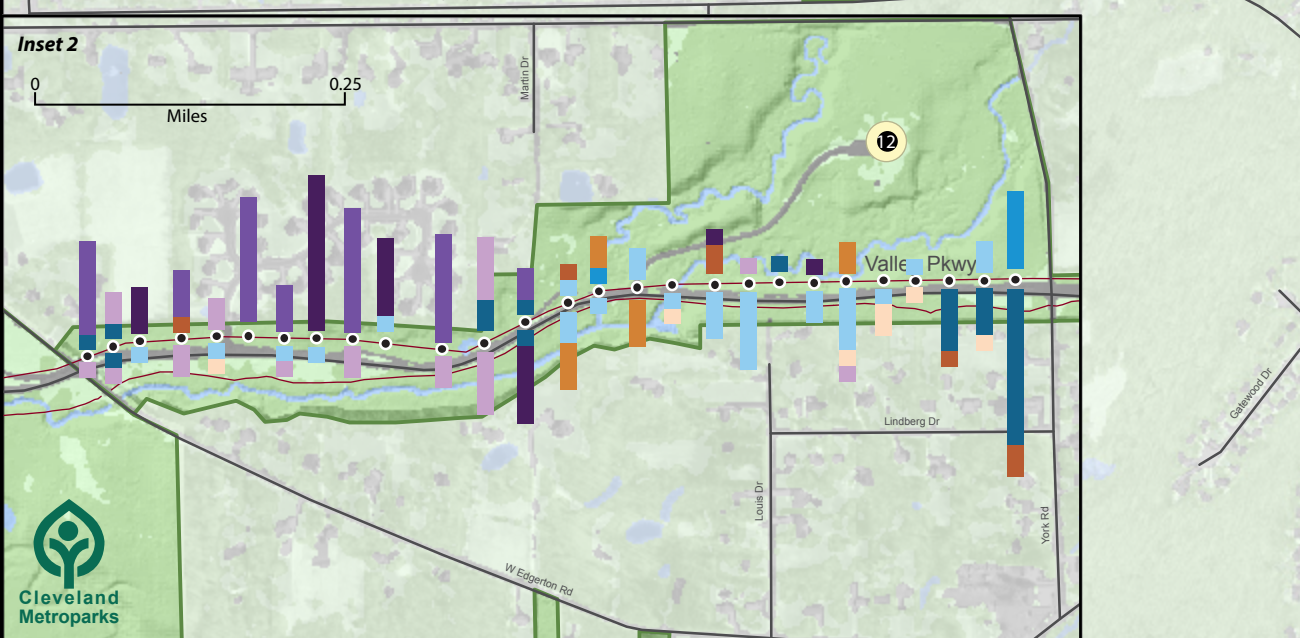 Inset 2
0 0.25
Miles
Martin Dr
12
Valle Pkwy
Lindberg Dr
Gatewood Dr
Louis Dr
York Rd
W Edgerton Rd
Cleveland
Metroparks